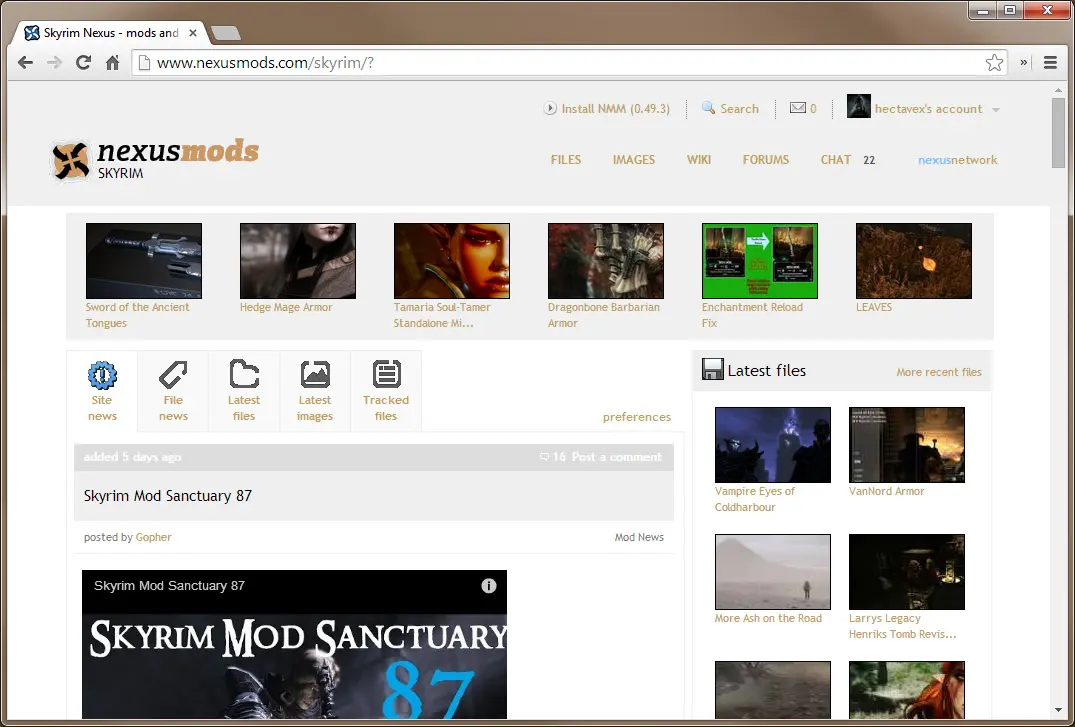 Skyrim Nexus - mods and
www.nexusmods.com/skyrim/?
Install NMM (0.49.3)
Search
0
hectavex's account
nexusmods
SKYRIM
FILES
IMAGES
WIKI
FORUMS
CHAT 22
nexusnetwork
Sword of the Ancient
Tongues
Hedge Mage Armor
Tamaria Soul-Tamer
Standalone Mi...
Dragonbone Barbarian
Armor
Enchantment Reload
Fix
LEAVES
Site
news
File
news
Latest
files
Latest
images
Tracked
files
preferences
added 5 days ago
16 Post a comment
Skyrim Mod Sanctuary 87
posted by Gopher
Mod News
Skyrim Mod Sanctuary 87
SKYRIM MOD SANCTUARY
87
Latest files
More recent files
Vampire Eyes of
Coldharbour
VanNord Armor
More Ash on the Road
Larrys Legacy
Henriks Tomb Revis...